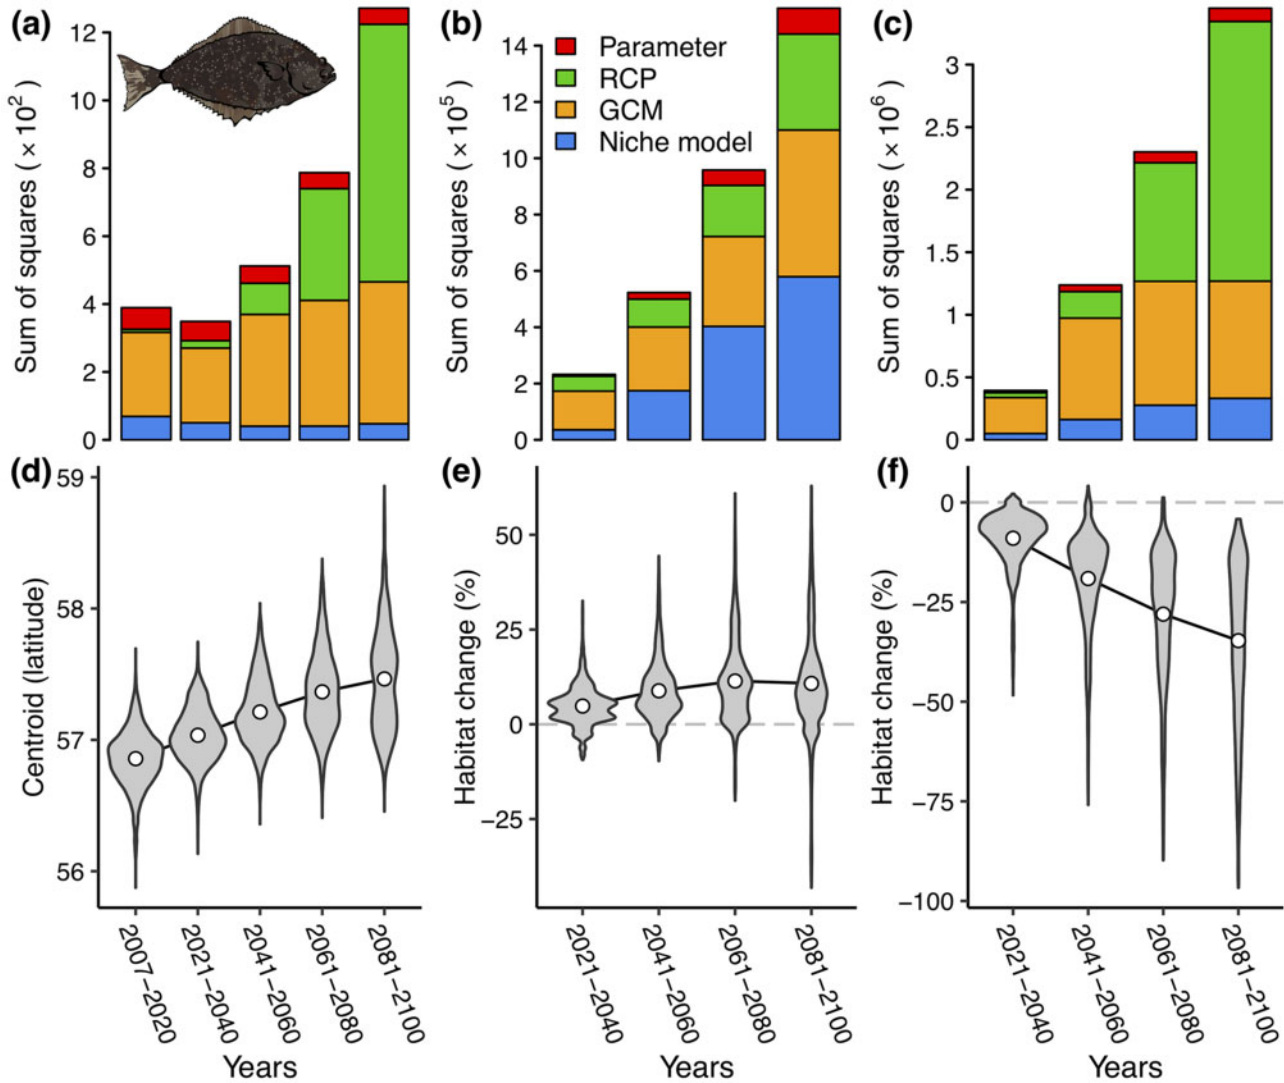 (a)
Sum of squares (×10²)
12
10
8
6
4
2
0
(b)
Sum of squares (×10⁵)
14
12
10
8
6
4
2
0
Parameter
RCP
GCM
Niche model
(c)
Sum of squares (×10⁶)
3
2.5
2
1.5
1
0.5
0
(d)
Centroid (latitude)
59
58
57
56
2007−2020
2021−2040
2041−2060
2061−2080
2081−2100
Years
(e)
Habitat change (%)
50
25
0
−25
2021−2040
2041−2060
2061−2080
2081−2100
(f)
Habitat change (%)
0
−25
−50
−75
−100
2021−2040
2041−2060
2061−2080
2081−2100
Years